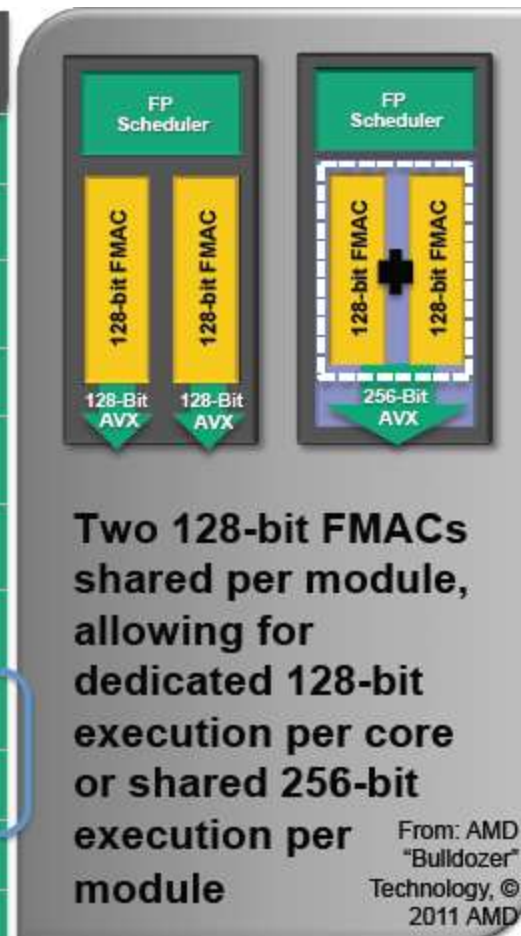 FP
Scheduler
128-bit FMAC
128-bit FMAC
128-Bit
AVX
128-Bit
AVX
FP
Scheduler
128-bit FMAC
128-bit FMAC
256-Bit
AVX
Two 128-bit FMACs
shared per module,
allowing for
dedicated 128-bit
execution per core
or shared 256-bit
execution per
module
From: AMD
"Bulldozer"
Technology, ©
2011 AMD